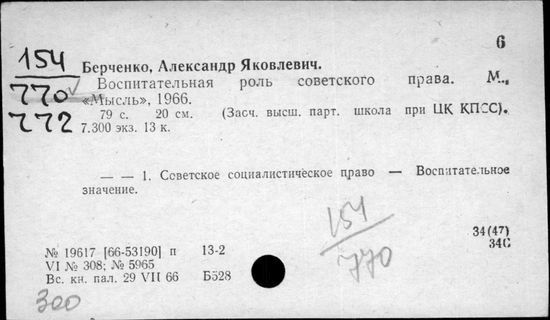 6
154
770
772
Берченко, Александр Яковлевич.
Воспитательная роль советского права. М.,
«Мысль», 1966.
79 с. 20 см. (Засч. высш. парт. школа при ЦК КПСС).
7.300 экз. 13 к.
— — 1. Советское социалистическое право — Воспитательное
значение.
154
770
34(47)
34С
№ 19617 [66-53190] п 13-2
VI № 308; № 5965
Вс. кн. пал. 29 VII 66 Б528
300